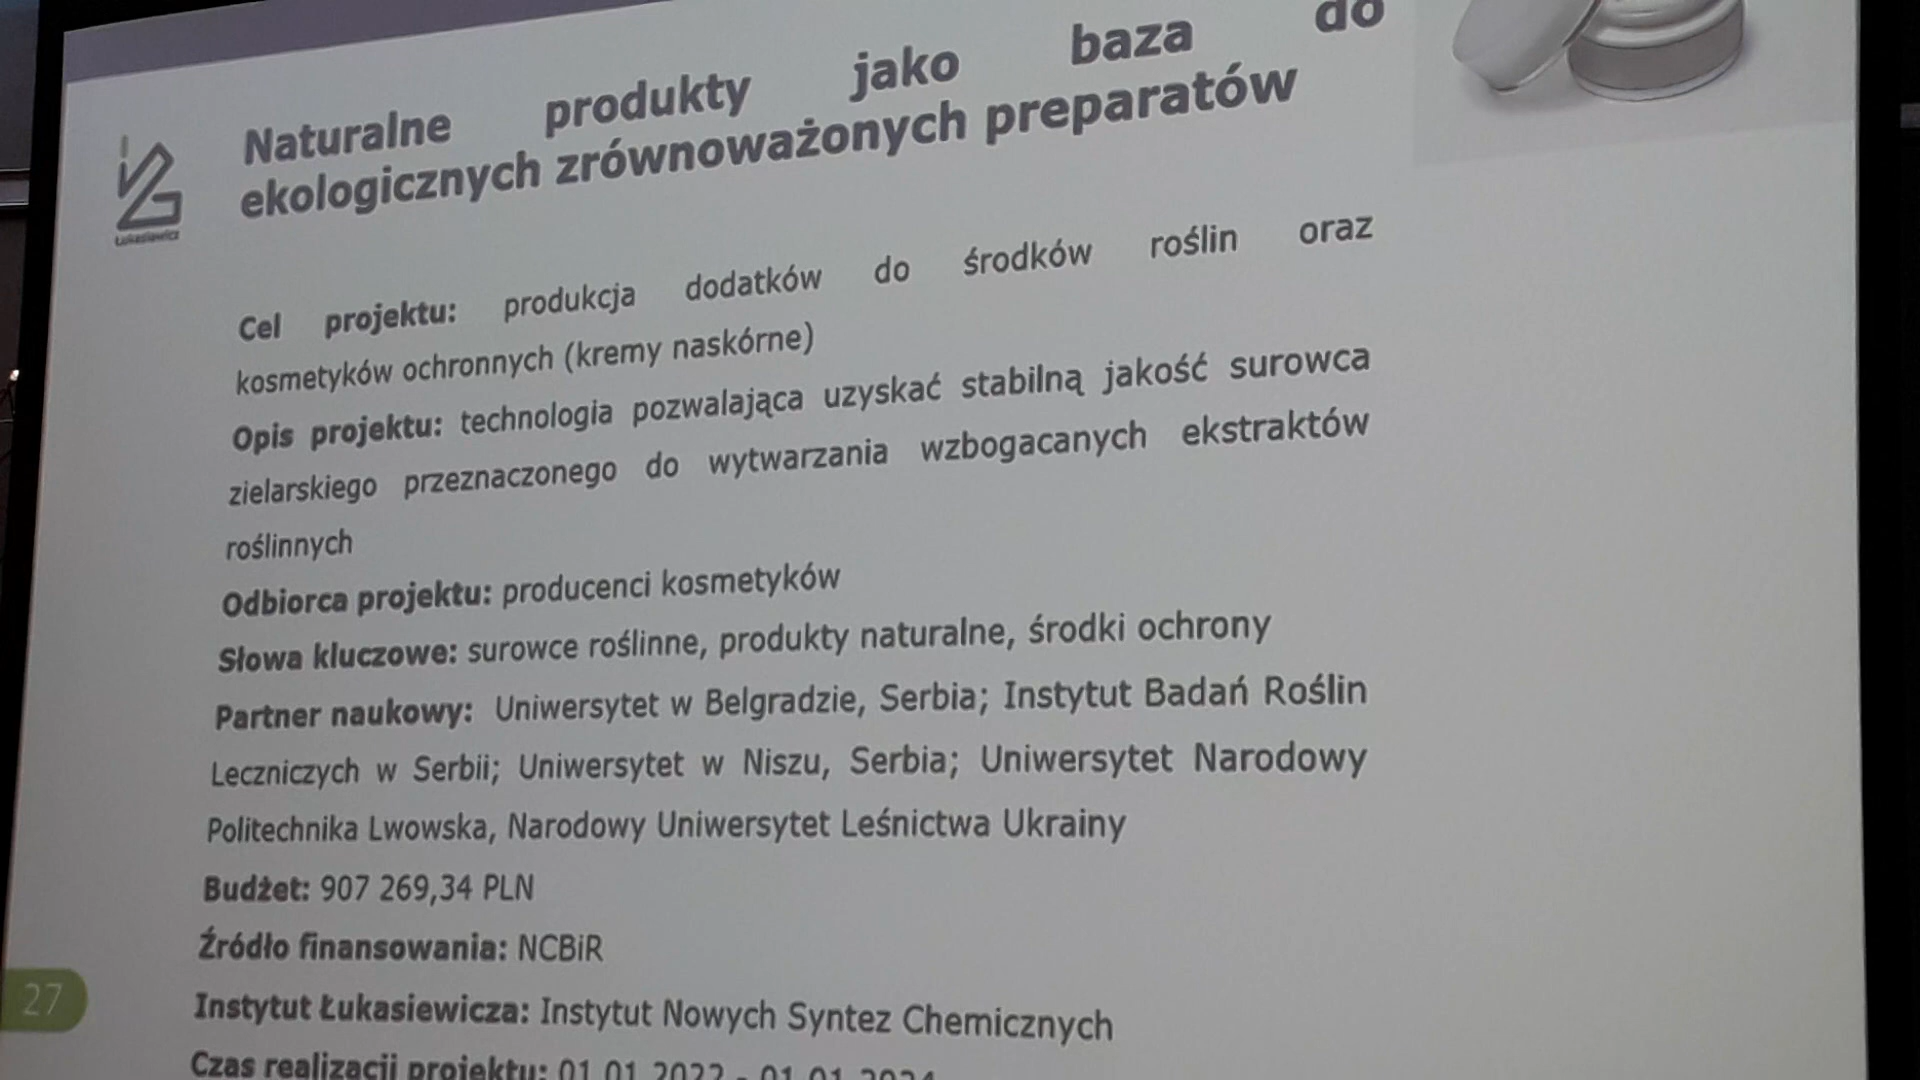 Naturalne produkty jako baza do
ekologicznych zrównoważonych preparatów
Łukasiewicz
Cel projektu: produkcja dodatków do środków roślin oraz
kosmetyków ochronnych (kremy naskórne)
Opis projektu: technologia pozwalająca uzyskać stabilną jakość surowca
zielarskiego przeznaczonego do wytwarzania wzbogacanych ekstraktów
roślinnych
Odbiorca projektu: producenci kosmetyków
Słowa kluczowe: surowce roślinne, produkty naturalne, środki ochrony
Partner naukowy: Uniwersytet w Belgradzie, Serbia; Instytut Badań Roślin
Leczniczych w Serbii; Uniwersytet w Niszu, Serbia; Uniwersytet Narodowy
Politechnika Lwowska, Narodowy Uniwersytet Leśnictwa Ukrainy
Budżet: 907 269,34 PLN
Źródło finansowania: NCBiR
27
Instytut Łukasiewicza: Instytut Nowych Syntez Chemicznych
Czas realizacji projektu: 01.01.2022 - 01.01.2024